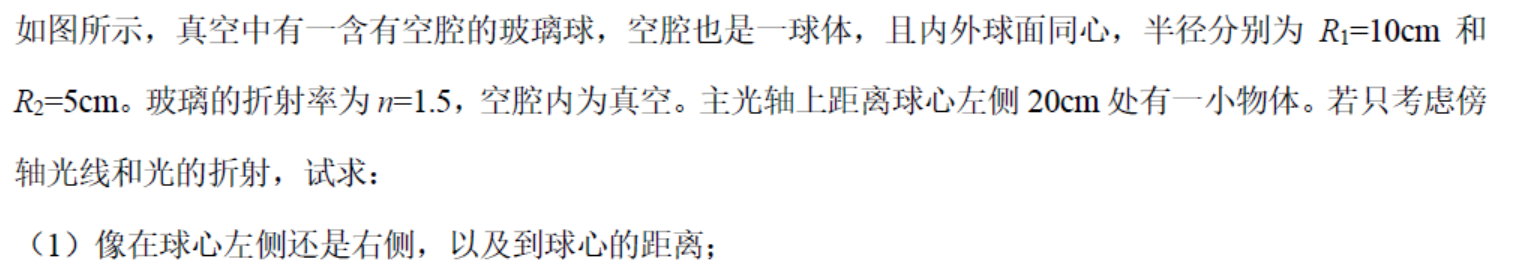 如图所示，真空中有一含有空腔的玻璃球，空腔也是一球体，且内外球面同心，半径分别为 R₁=10cm 和
R₂=5cm。玻璃的折射率为 n=1.5，空腔内为真空。主光轴上距离球心左侧 20cm 处有一小物体。若只考虑傍
轴光线和光的折射，试求：
（1）像在球心左侧还是右侧，以及到球心的距离；